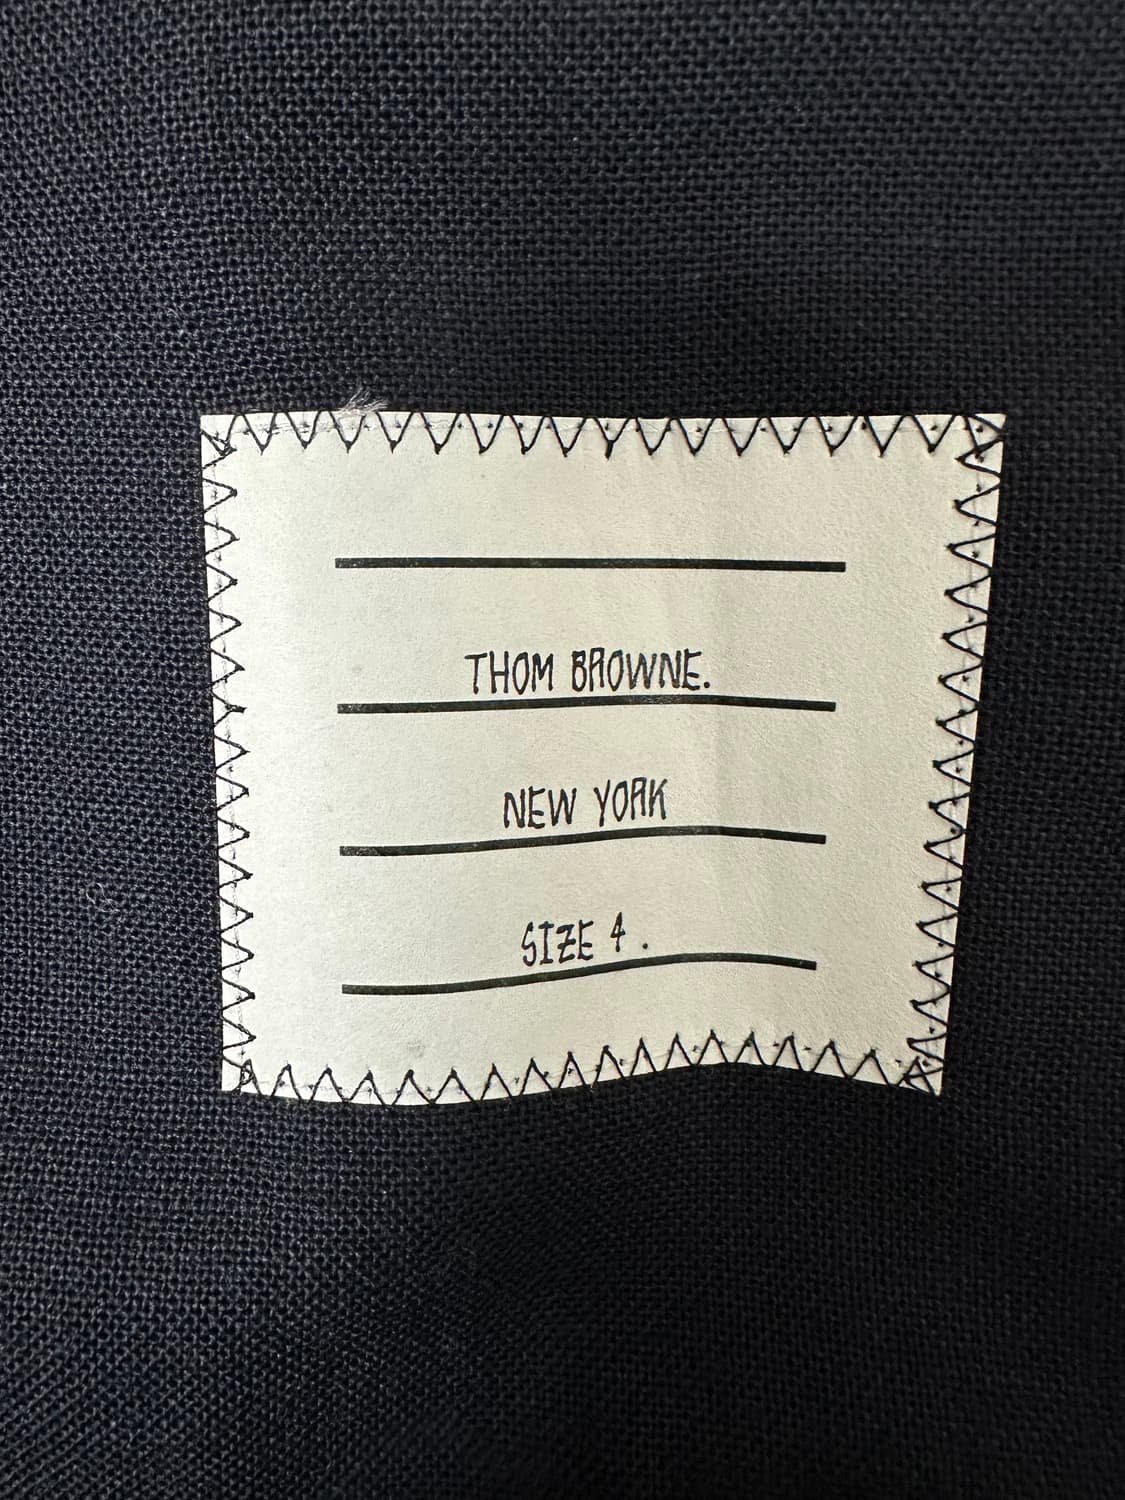 THOM BROWNE.
NEW YORK
SIZE 4 .